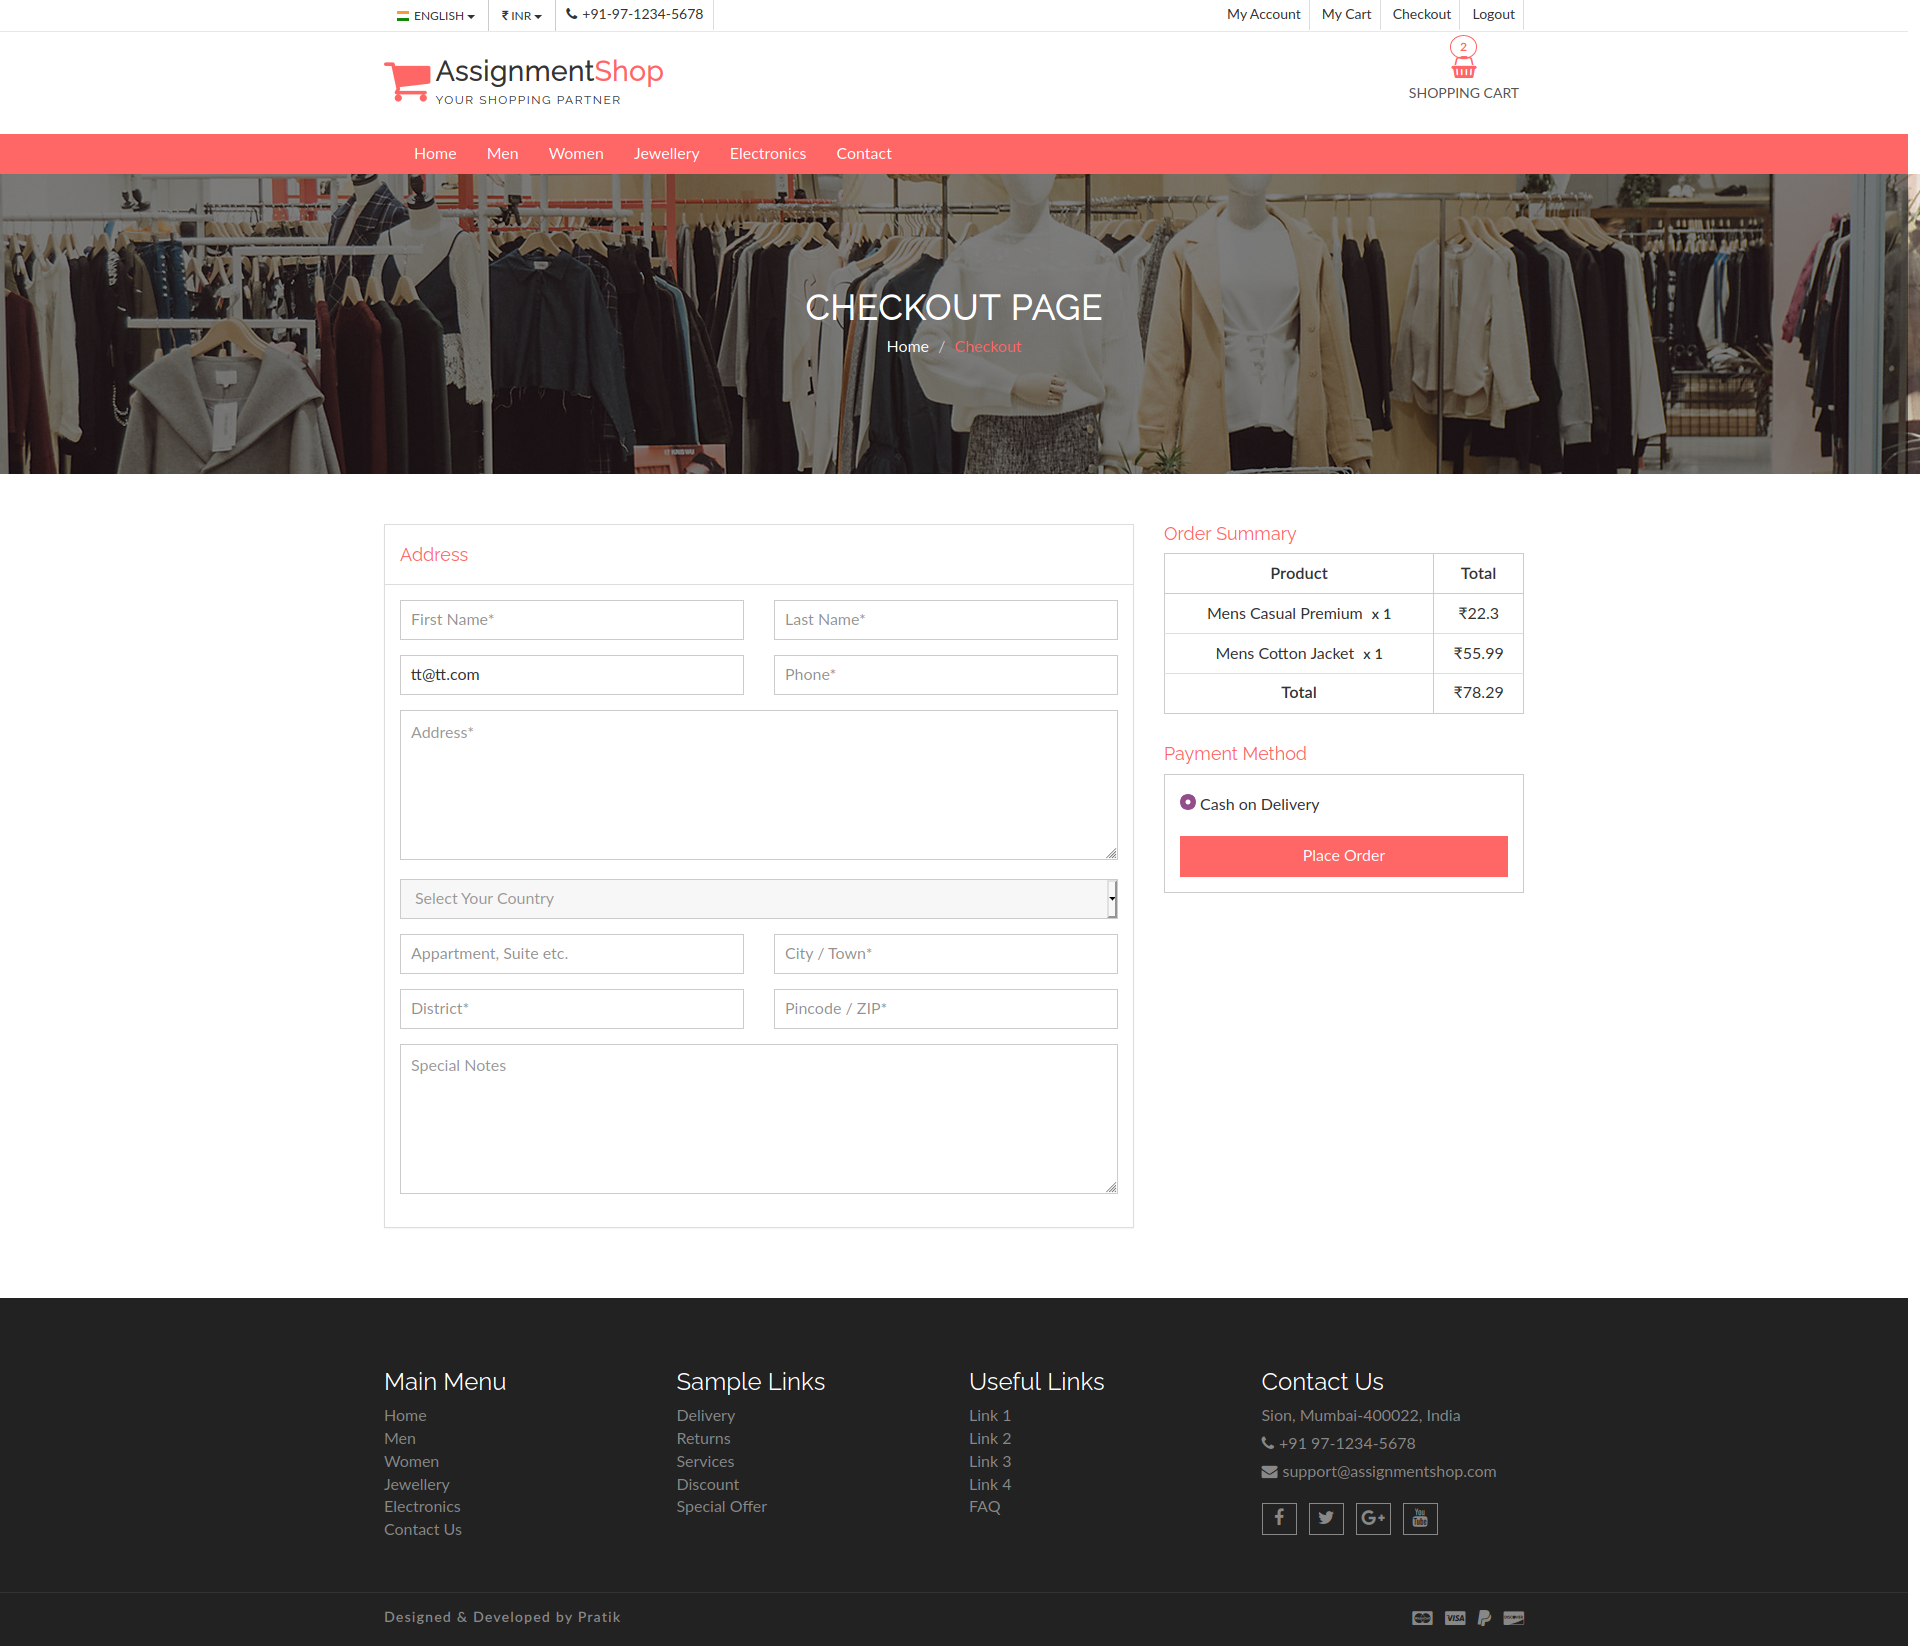 ENGLISH ₹ INR +91-97-1234-5678 My Account My Cart Checkout Logout
AssignmentShop
YOUR SHOPPING PARTNER
2
SHOPPING CART
Home Men Women Jewellery Electronics Contact
CHECKOUT PAGE
Home / Checkout
Address
First Name* Last Name*
tt@tt.com Phone*
Address*
Select Your Country
Appartment, Suite etc. City / Town*
District* Pincode / ZIP*
Special Notes
Order Summary
Product Total
Mens Casual Premium x 1 ₹22.3
Mens Cotton Jacket x 1 ₹55.99
Total ₹78.29
Payment Method
Cash on Delivery
Place Order
Main Menu
Home
Men
Women
Jewellery
Electronics
Contact Us
Sample Links
Delivery
Returns
Services
Discount
Special Offer
Useful Links
Link 1
Link 2
Link 3
Link 4
FAQ
Contact Us
Sion, Mumbai-400022, India
+91 97-1234-5678
support@assignmentshop.com
You Tube
Designed & Developed by Pratik
VISA